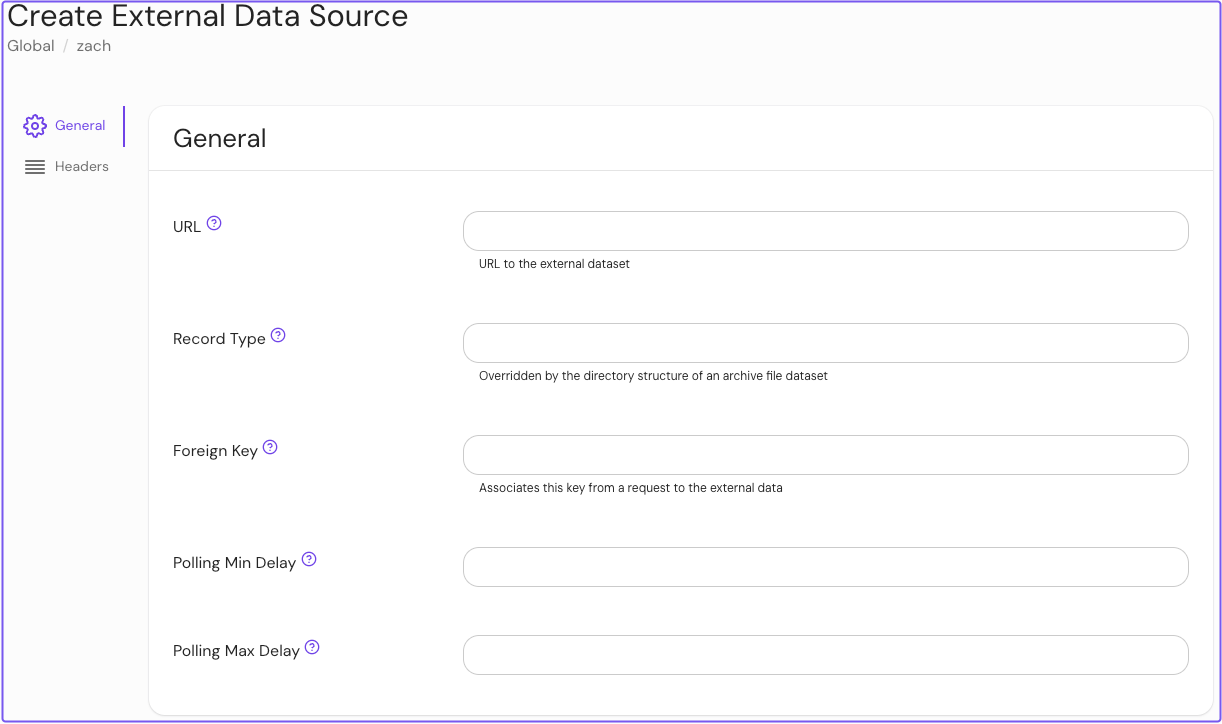 Create External Data Source
Global / zach
General
Headers
General
URL ?
URL to the external dataset
Record Type ?
Overridden by the directory structure of an archive file dataset
Foreign Key ?
Associates this key from a request to the external data
Polling Min Delay ?
Polling Max Delay ?